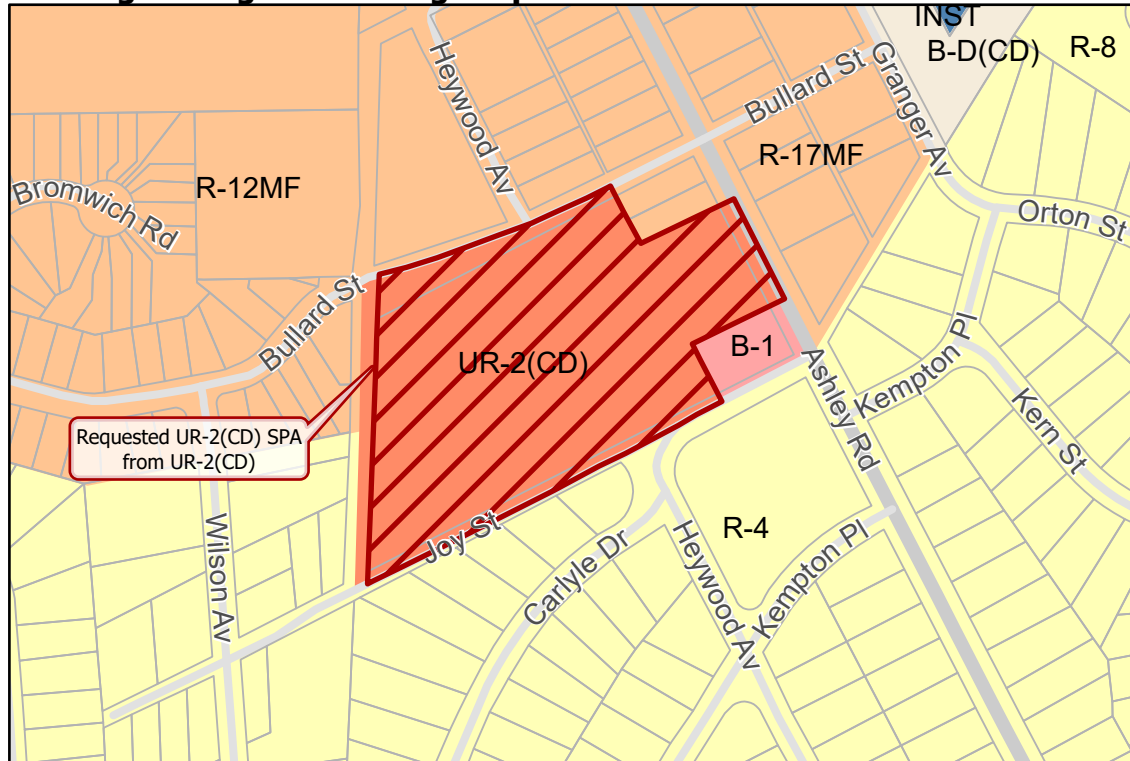 INST
B-D(CD)
R-8
Heywood Av
Bullard St
Granger Av
R-17MF
R-12MF
Bromwich Rd
Orton St
Bullard St
UR-2(CD)
B-1
Kempton Pl
Ashley Rd
Kern St
Requested UR-2(CD) SPA
from UR-2(CD)
Wilson Av
Joy St
Carlyle Dr
Heywood Av
R-4
Kempton Pl